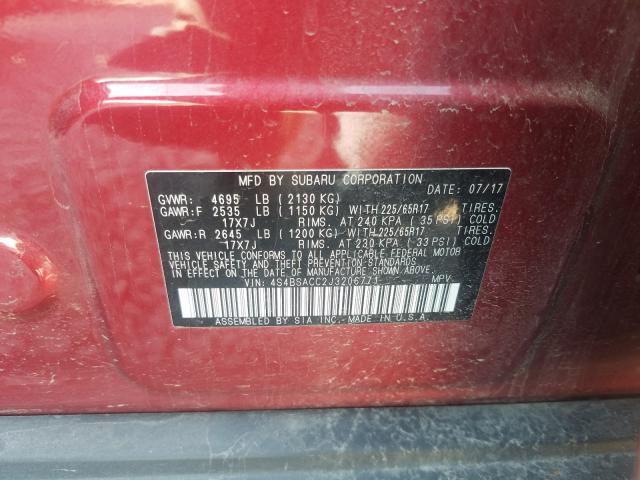 MFD BY SUBARU CORPORATION
DATE: 07/17
GVWR: 4695 LB (2130 KG)
GAWR:F 2535 LB (1150 KG) WITH 225/65R17 TIRES.
17X7J RIMS. AT 240 KPA (35 PSI) COLD
GAWR:R 2645 LB (1200 KG) WITH 225/65R17 TIRES.
17X7J RIMS. AT 230 KPA (33 PSI) COLD
THIS VEHICLE CONFORMS TO ALL APPLICABLE FEDERAL MOTOR
VEHICLE SAFETY AND THEFT PREVENTION STANDARDS
IN EFFECT ON THE DATE OF MANUFACTURE SHOWN ABOVE.
VIN: 4S4BSACC2J3206771 MPV
ASSEMBLED BY SIA INC. MADE IN U.S.A.